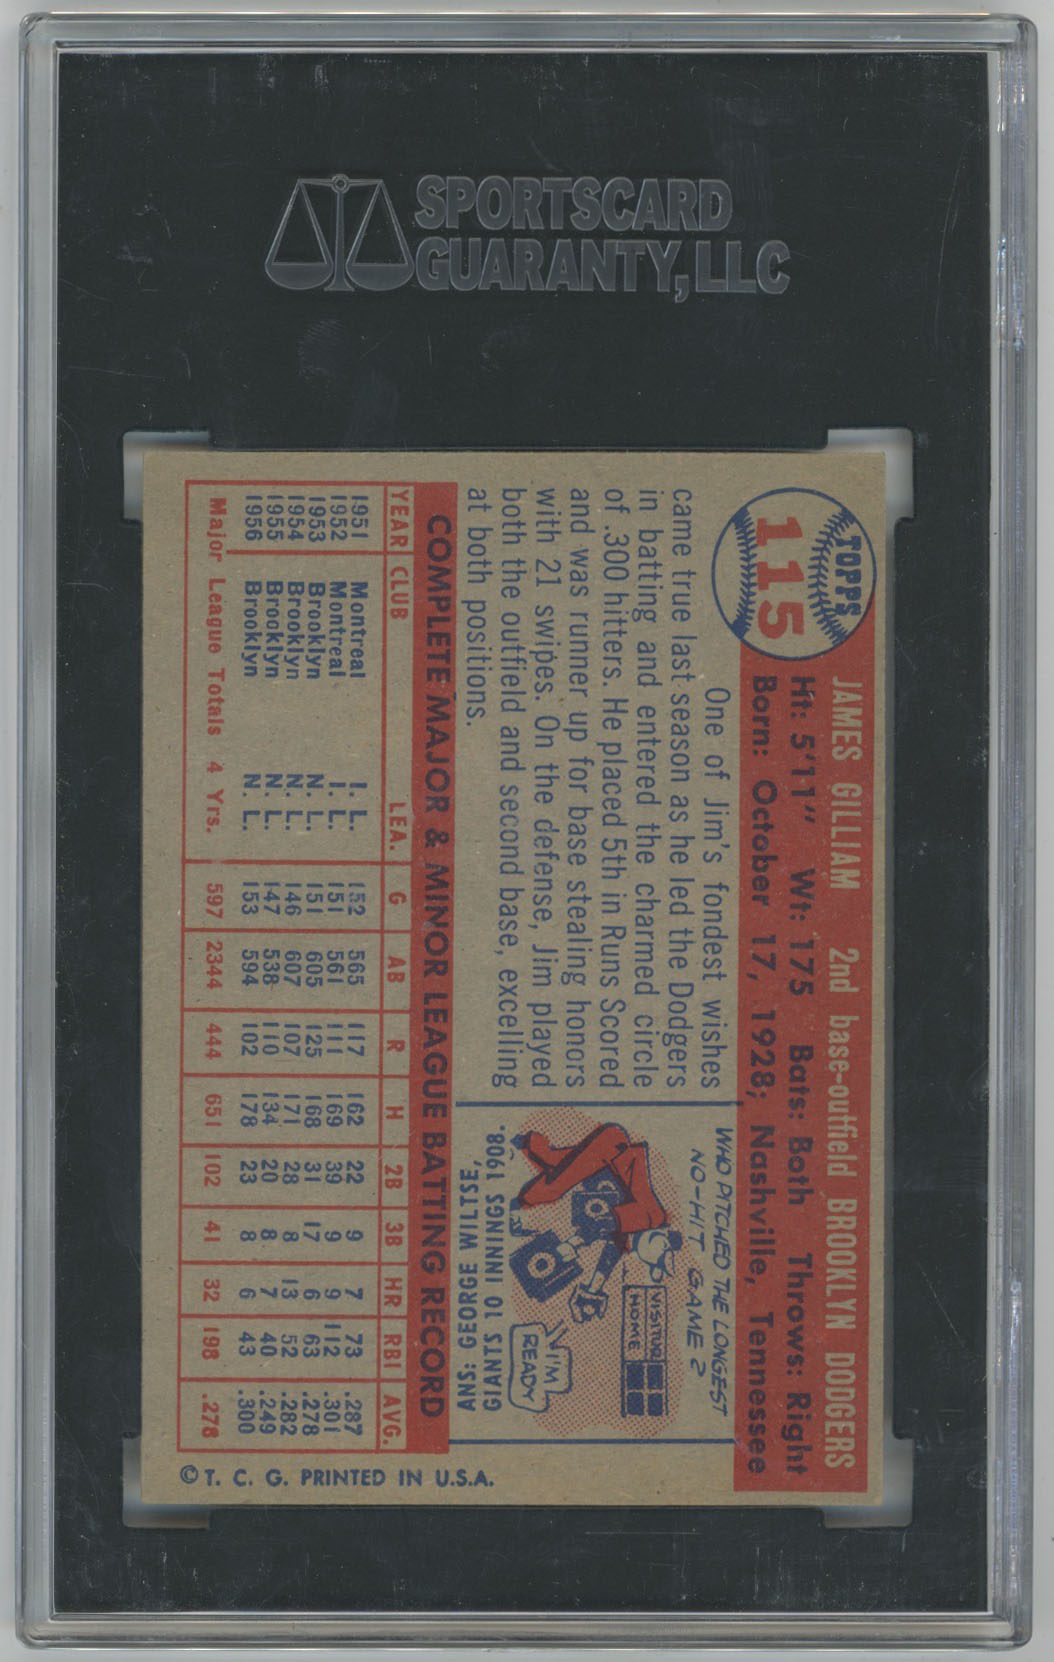 SPORTSCARD
GUARANTY, LLC
TOPPS
115
JAMES GILLIAM 2nd base-outfield BROOKLYN DODGERS
Ht: 5'11" Wt: 175 Bats: Both Throws: Right
Born: October 17, 1928; Nashville, Tennessee
One of Jim's fondest wishes
came true last season as he led the Dodgers
in batting and entered the charmed circle
of .300 hitters. He placed 5th in Runs Scored
and was runner up for base stealing honors
with 21 swipes. On the defense, Jim played
both the outfield and second base, excelling
at both positions.
WHO PITCHED THE LONGEST
NO-HIT GAME?
VISITOR
HOME
I'M
READY
ANS: GEORGE WILTSE,
GIANTS 10 INNINGS 1908.
COMPLETE MAJOR & MINOR LEAGUE BATTING RECORD
YEAR CLUB LEA. G AB R H 2B 3B HR RBI AVG.
1951 Montreal I. L. 152 565 117 162 22 9 7 73 .287
1952 Montreal I. L. 151 561 111 169 39 9 9 112 .301
1953 Brooklyn N. L. 151 605 125 168 31 17 6 63 .278
1954 Brooklyn N. L. 146 607 107 171 28 8 13 52 .282
1955 Brooklyn N. L. 147 538 110 134 20 8 7 40 .249
1956 Brooklyn N. L. 153 594 102 178 23 8 6 43 .300
Major League Totals 4 Yrs. 597 2344 444 651 102 41 32 198 .278
© T. C. G. PRINTED IN U.S.A.